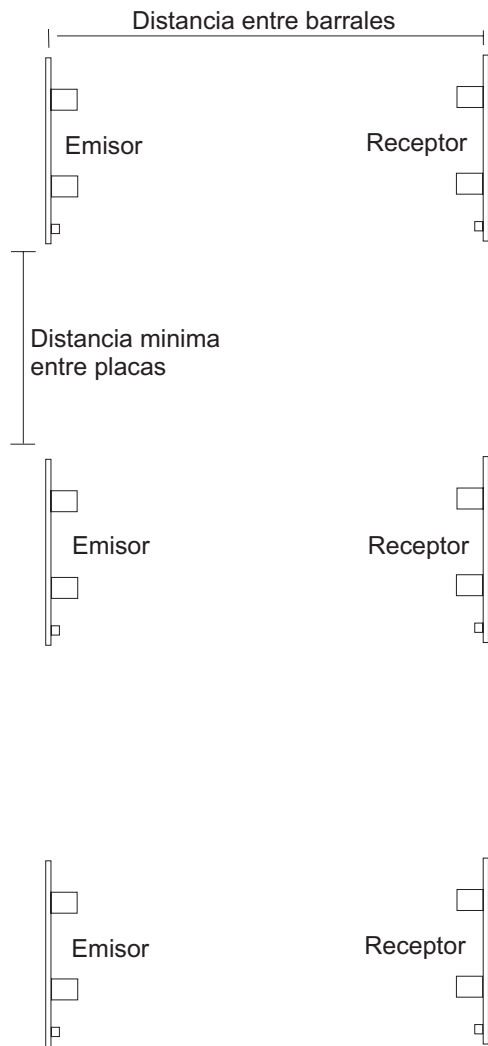 Distancia entre barrales
Emisor
Receptor
Distancia minima
entre placas
Emisor
Receptor
Emisor
Receptor